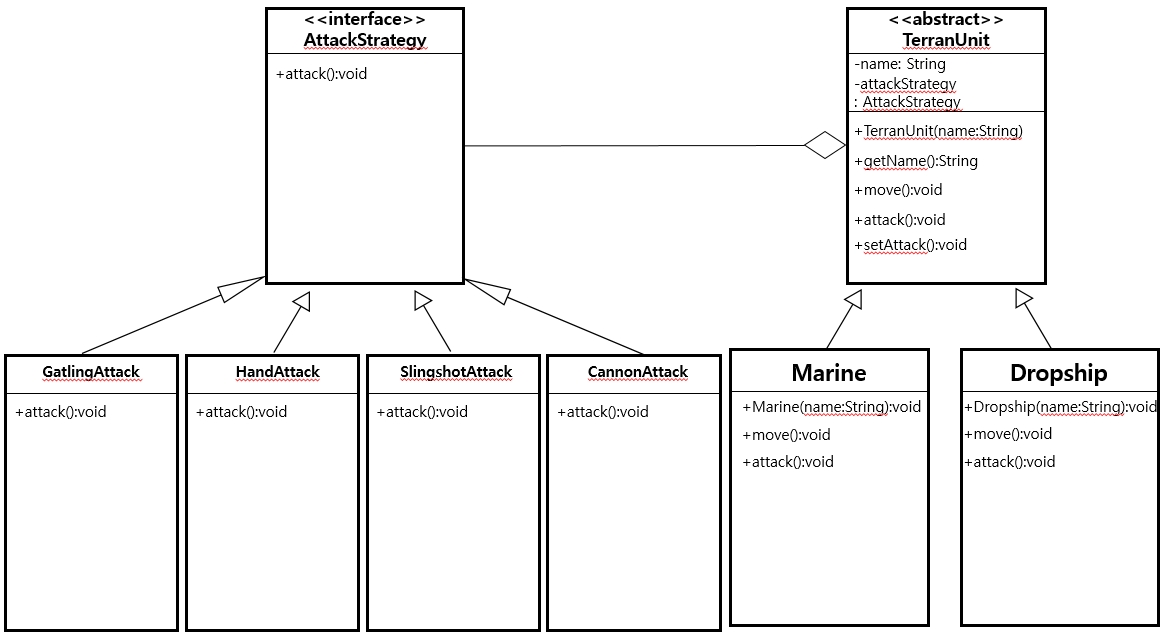 <<interface>>
AttackStrategy
+attack():void
<<abstract>>
TerranUnit
-name: String
-attackStrategy
: AttackStrategy
+TerranUnit(name:String)
+getName():String
+move():void
+attack():void
+setAttack():void
GatlingAttack
+attack():void
HandAttack
+attack():void
SlingshotAttack
+attack():void
CannonAttack
+attack():void
Marine
+Marine(name:String):void
+move():void
+attack():void
Dropship
+Dropship(name:String):void
+move():void
+attack():void